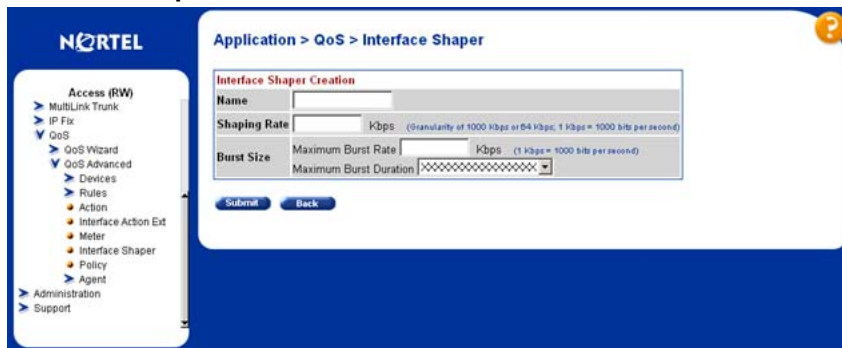 NORTEL
Access (RW)
MultiLink Trunk
IP Fix
QoS
QoS Wizard
QoS Advanced
Devices
Rules
Action
Interface Action Ext
Meter
Interface Shaper
Policy
Agent
Administration
Support
Application > QoS > Interface Shaper
?
Interface Shaper Creation
Name
Shaping Rate Kbps (Granularity of 1000 Kbps or 64 Kbps; 1 Kbps = 1000 bits per second)
Burst Size
Maximum Burst Rate Kbps (1 Kbps = 1000 bits per second)
Maximum Burst Duration XXXXXXXXXXXXXXXX
Submit Back